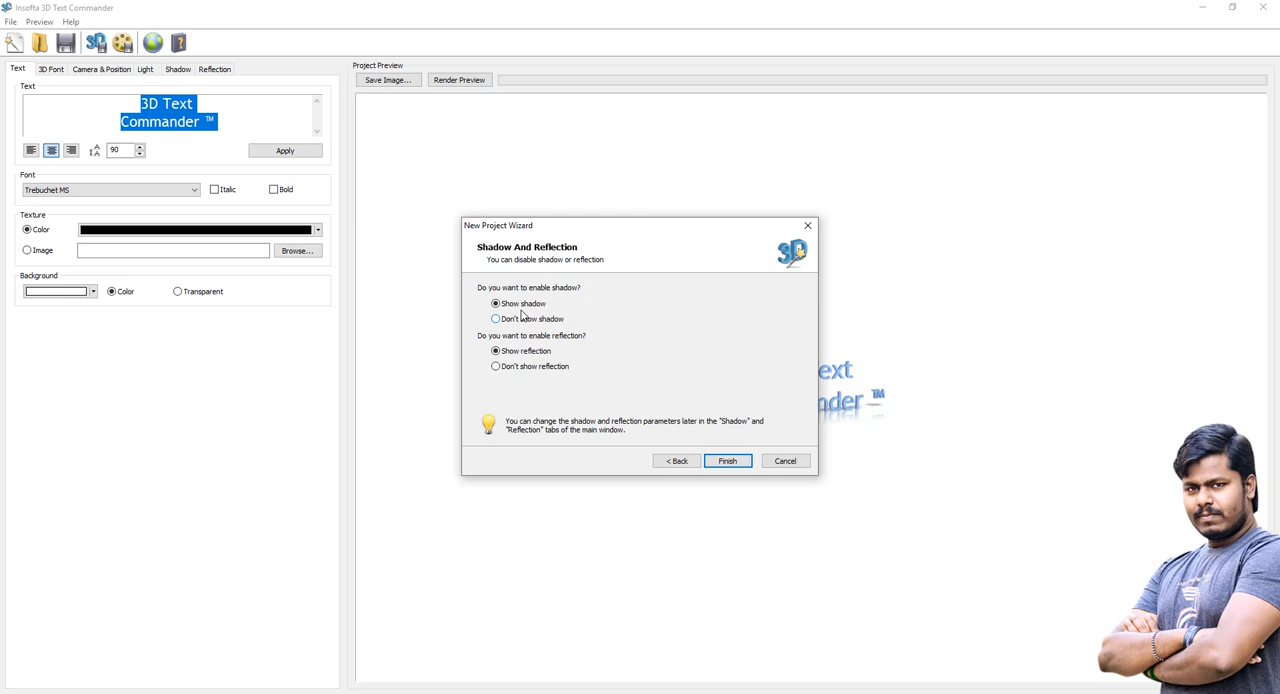 Insofta 3D Text Commander
File Preview Help
Text 3D Font Camera & Position Light Shadow Reflection
Text
3D Text
Commander ™
90
Apply
Font
Trebuchet MS
Italic
Bold
Texture
Color
Image
Browse...
Background
Color
Transparent
Project Preview
Save Image...
Render Preview
New Project Wizard
Shadow And Reflection
You can disable shadow or reflection
3D
Do you want to enable shadow?
Show shadow
Don't show shadow
Do you want to enable reflection?
Show reflection
Don't show reflection
You can change the shadow and reflection parameters later in the "Shadow" and
"Reflection" tabs of the main window.
< Back
Finish
Cancel
ext
nder ™